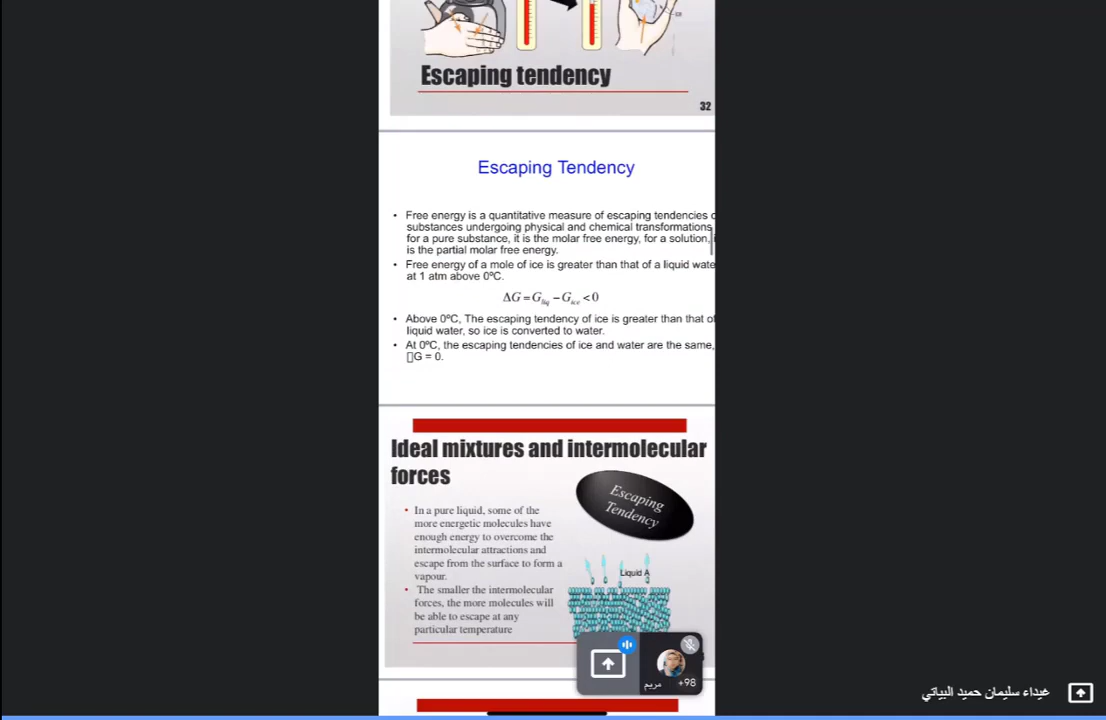 Escaping tendency
32
Escaping Tendency
• Free energy is a quantitative measure of escaping tendencies
substances undergoing physical and chemical transformations
for a pure substance, it is the molar free energy, for a solution,
is the partial molar free energy.
• Free energy of a mole of ice is greater than that of a liquid wate
at 1 atm above 0ºC.
ΔG = Gliq − Gice < 0
• Above 0ºC, The escaping tendency of ice is greater than that of
liquid water, so ice is converted to water.
• At 0ºC, the escaping tendencies of ice and water are the same,
▯G = 0.
Ideal mixtures and intermolecular
forces
Escaping
Tendency
• In a pure liquid, some of the
more energetic molecules have
enough energy to overcome the
intermolecular attractions and
escape from the surface to form a
vapour.
• The smaller the intermolecular
forces, the more molecules will
be able to escape at any
particular temperature
Liquid A
مريم
+98
غيداء سليمان حميد البياتي